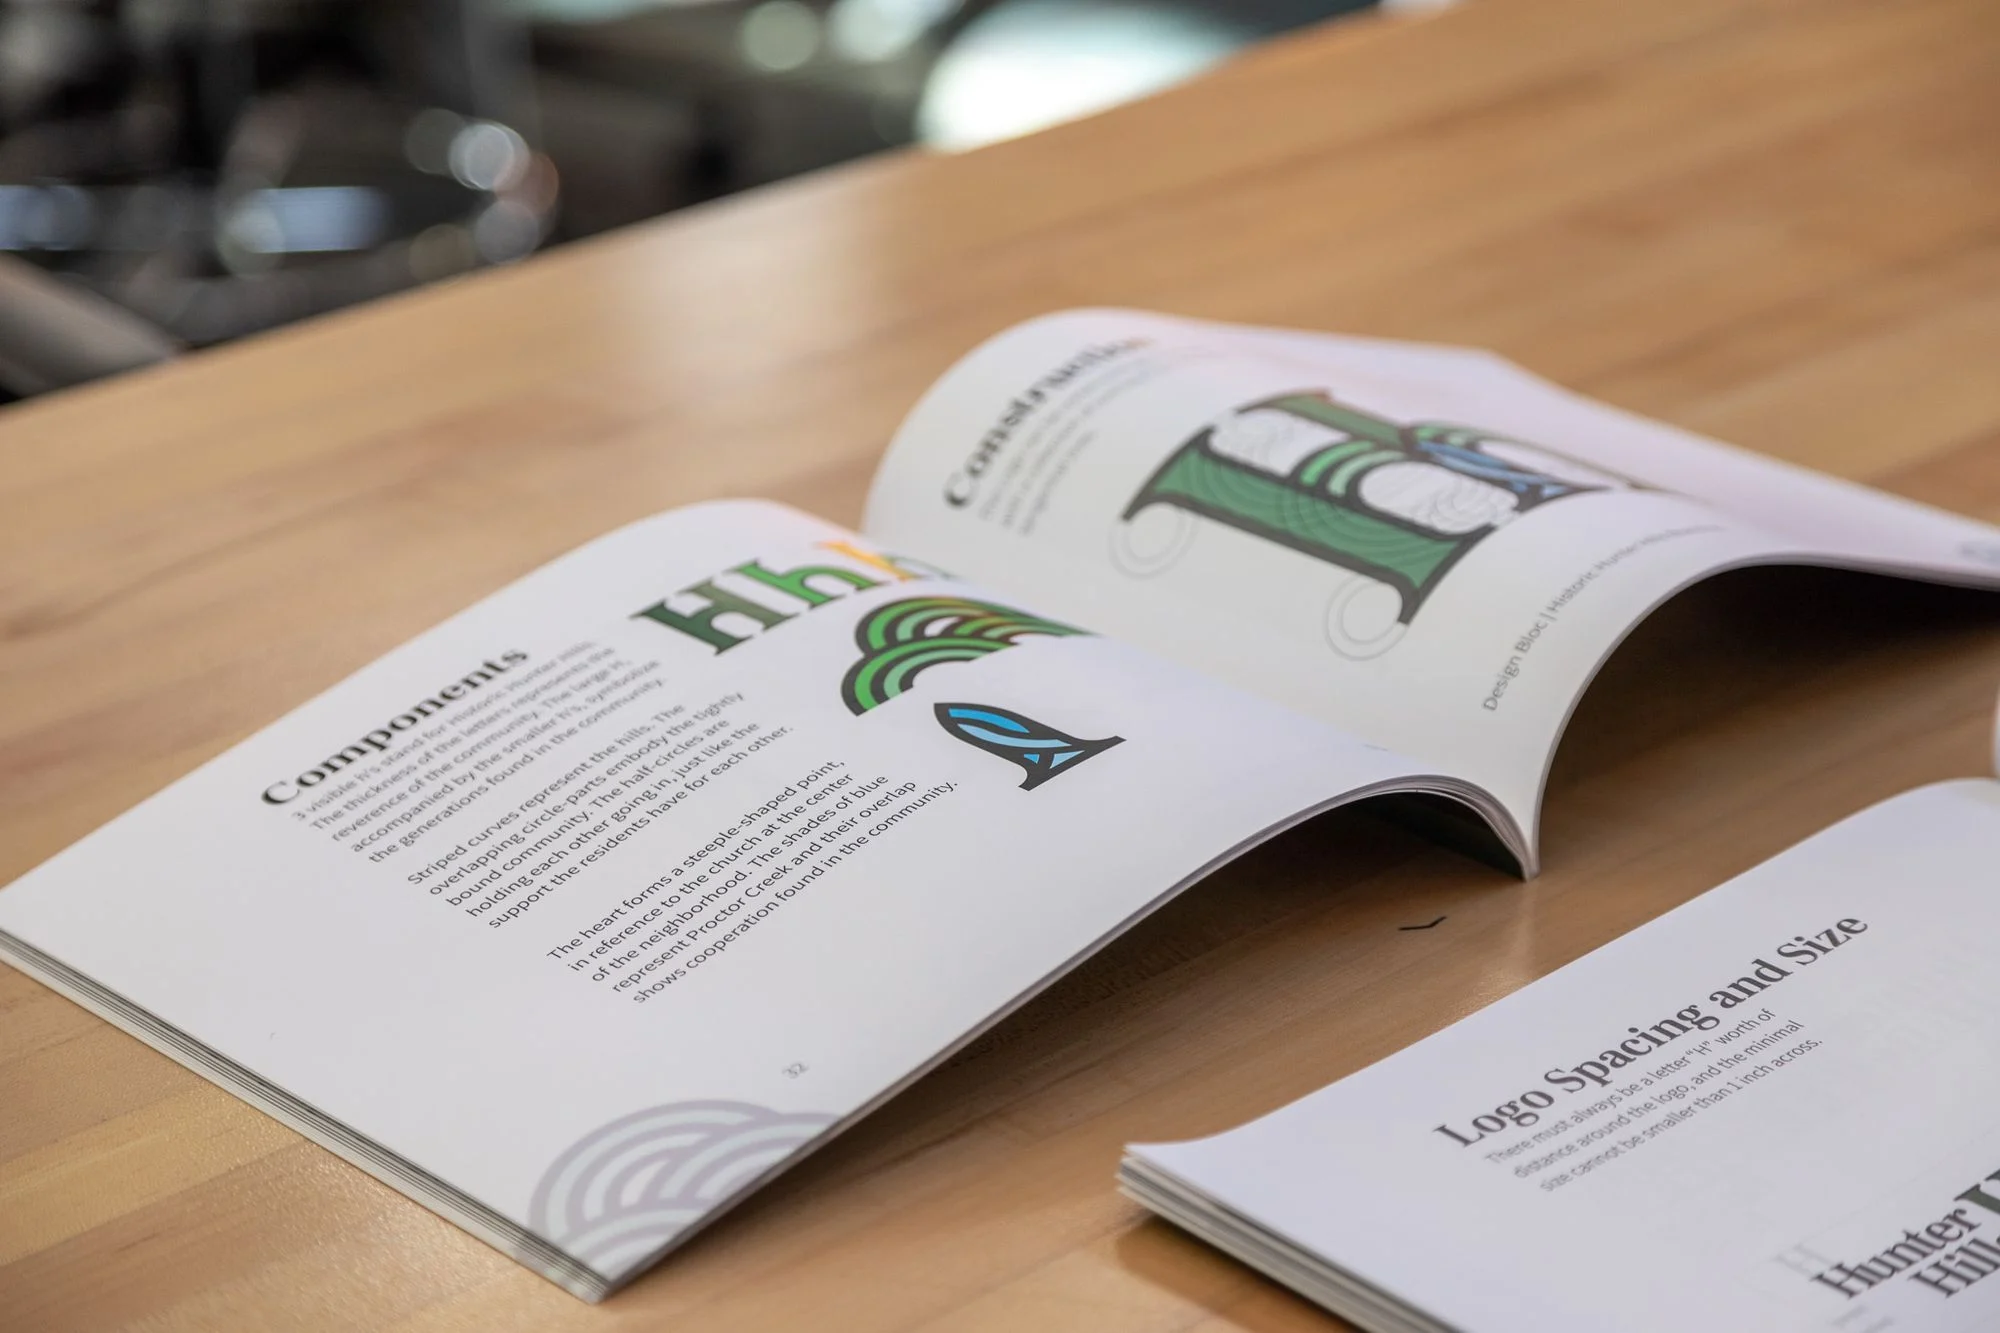 Components
3 visible h's stand for Historic Hunter Hills.
The thickness of the letters represents the
reverence of the community. The large H,
accompanied by the smaller h's, symbolize
the generations found in the community.
Striped curves represent the hills. The
overlapping circle-parts embody the tightly
bound community. The half-circles are
holding each other going in, just like the
support the residents have for each other.
The heart forms a steeple-shaped point,
in reference to the church at the center
of the neighborhood. The shades of blue
represent Proctor Creek and their overlap
shows cooperation found in the community.
Hhh
32
Construction
Design Bloc | Historic Hunter
Logo Spacing and Size
There must always be a letter "H" worth of
distance around the logo, and the minimal
size cannot be smaller than 1 inch across.
H
Hunter
Hills